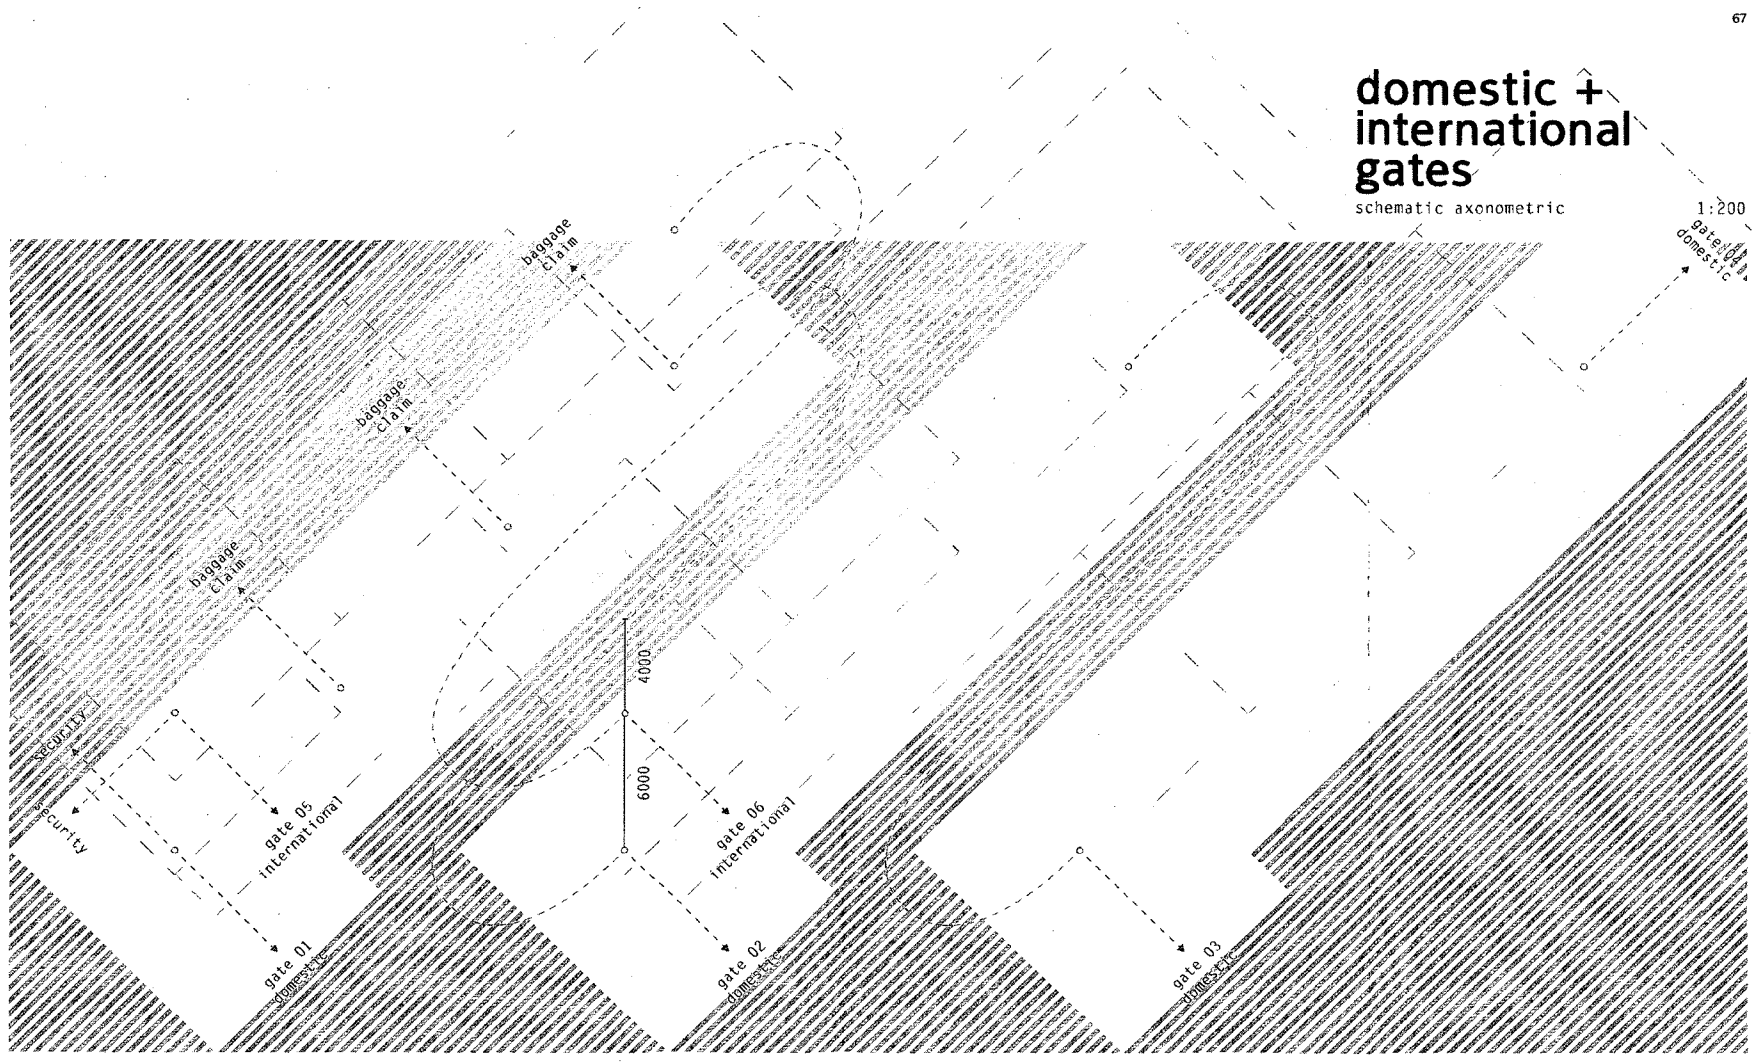 67
domestic +
international
gates
schematic axonometric
1:200
gate 04
domestic
baggage
claim
baggage
claim
baggage
claim
security
security
4000
6000
gate 05
international
gate 06
international
gate 01
domestic
gate 02
domestic
gate 03
domestic